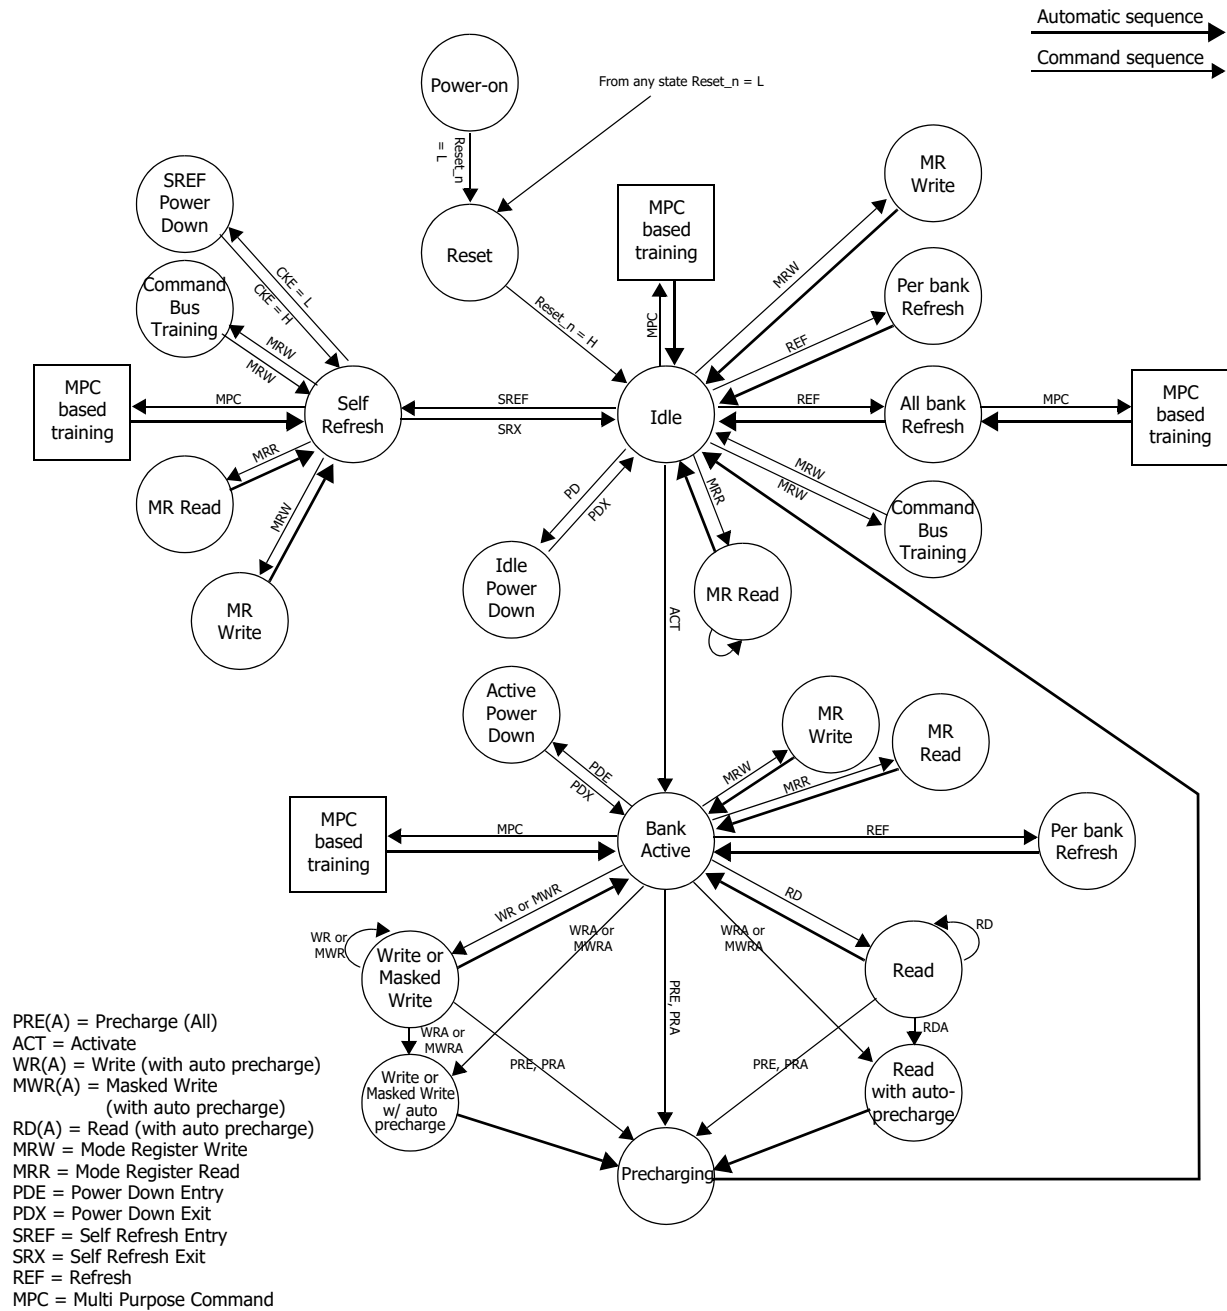 Automatic sequence
Command sequence
Power-on
From any state Reset_n = L
Reset_n
= L
MR
Write
SREF
Power
Down
MPC
based
training
Reset
Per bank
Refresh
CKE = L
CKE = H
Command
Bus
Training
MRW
MRW
Reset_n = H
MPC
MRW
REF
MPC
based
training
MPC
Self
Refresh
SREF
SRX
Idle
REF
All bank
Refresh
MPC
MPC
based
training
MRR
MR Read
MRW
MR
Write
PD
PDX
Idle
Power
Down
MRR
MR Read
MRW
MRW
Command
Bus
Training
ACT
Active
Power
Down
PDE
PDX
MR
Write
MR
Read
MRW
MRR
MPC
based
training
MPC
Bank
Active
REF
Per bank
Refresh
WR or MWR
WRA or
MWRA
WRA or
MWRA
RD
RD
WR or
MWR
Write or
Masked
Write
PRE, PRA
Read
WRA or
MWRA
PRE, PRA
PRE, PRA
RDA
Write or
Masked Write
w/ auto
precharge
Read
with auto-
precharge
Precharging
PRE(A) = Precharge (All)
ACT = Activate
WR(A) = Write (with auto precharge)
MWR(A) = Masked Write
(with auto precharge)
RD(A) = Read (with auto precharge)
MRW = Mode Register Write
MRR = Mode Register Read
PDE = Power Down Entry
PDX = Power Down Exit
SREF = Self Refresh Entry
SRX = Self Refresh Exit
REF = Refresh
MPC = Multi Purpose Command